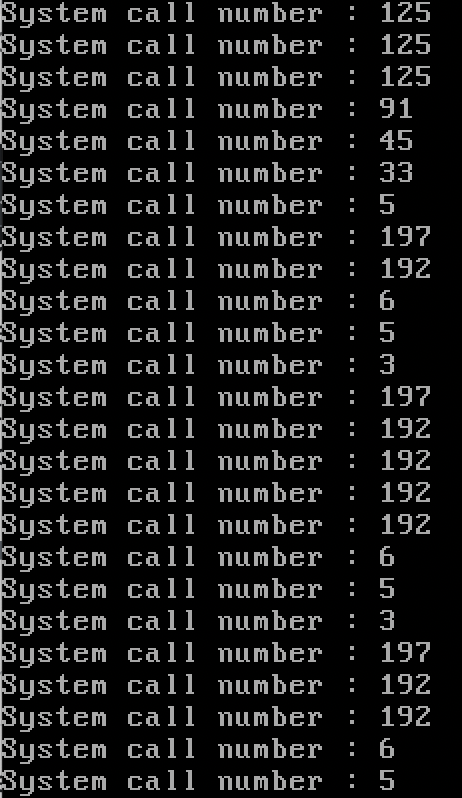 System call number : 125
System call number : 125
System call number : 125
System call number : 91
System call number : 45
System call number : 33
System call number : 5
System call number : 197
System call number : 192
System call number : 6
System call number : 5
System call number : 3
System call number : 197
System call number : 192
System call number : 192
System call number : 192
System call number : 192
System call number : 6
System call number : 5
System call number : 3
System call number : 197
System call number : 192
System call number : 192
System call number : 6
System call number : 5